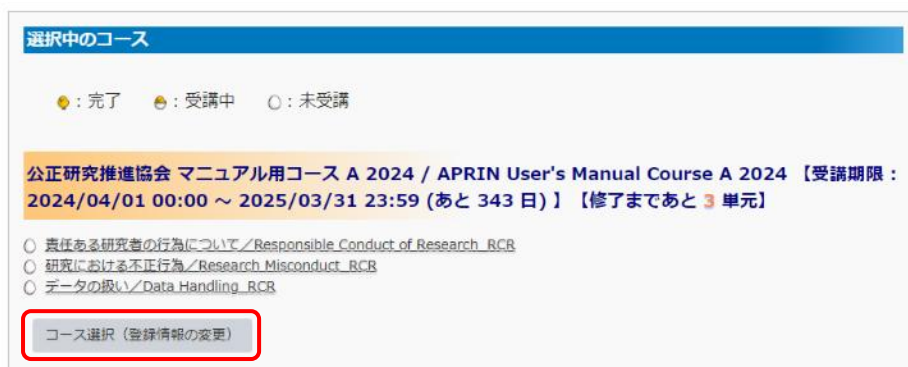 選択中のコース
：完了 ：受講中 ：未受講
公正研究推進協会 マニュアル用コース A 2024 / APRIN User's Manual Course A 2024 【受講期限：
2024/04/01 00:00 ～ 2025/03/31 23:59 (あと 343 日) 】【修了まであと 3 単元】
責任ある研究者の行為について／Responsible Conduct of Research_RCR
研究における不正行為／Research Misconduct_RCR
データの扱い／Data Handling_RCR
コース選択（登録情報の変更）